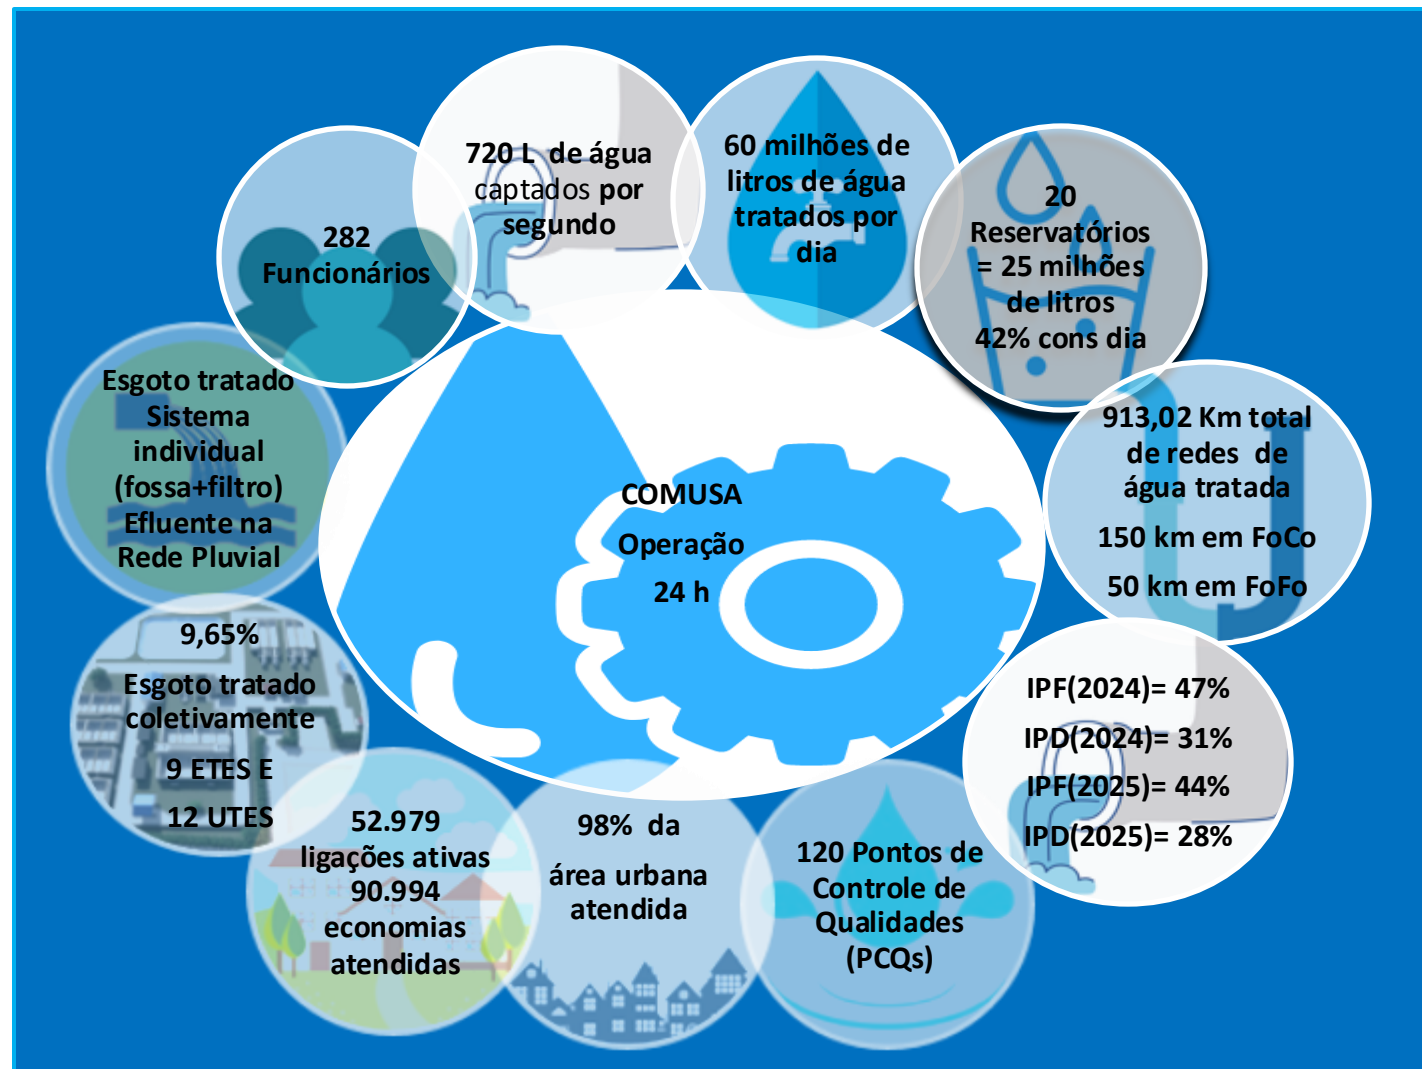 720 L  de água
captados por
segundo
60 milhões de
litros de água
tratados por
dia
20
Reservatórios
= 25 milhões
de litros
42% cons dia
913,02 Km total
de redes  de
água tratada
150 km em FoCo
50 km em FoFo
IPF(2024)= 47%
IPD(2024)= 31%
IPF(2025)= 44%
IPD(2025)= 28%
120 Pontos de
Controle de
Qualidades
(PCQs)
98%  da
área urbana
atendida
52.979
ligações ativas
90.994
economias
atendidas
9,65%
Esgoto tratado
coletivamente
9 ETES E
12 UTES
Esgoto tratado
Sistema
individual
(fossa+filtro)
Efluente na
Rede Pluvial
282
Funcionários
COMUSA
Operação
24 h